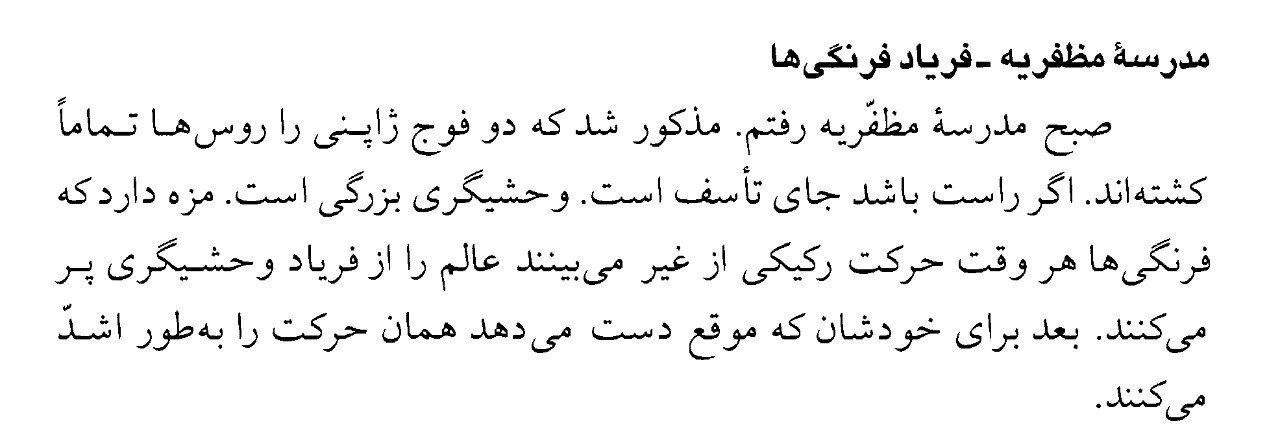 مدرسهٔ مظفریه ـ فریاد فرنگی‌ها
صبح مدرسهٔ مظفّریه رفتم. مذکور شد که دو فوج ژاپنی را روس‌ها تماماً
کشته‌اند. اگر راست باشد جای تأسف است. وحشیگری بزرگی است. مزه دارد که
فرنگی‌ها هر وقت حرکت رکیکی از غیر می‌بینند عالم را از فریاد وحشیگری پر
می‌کنند. بعد برای خودشان که موقع دست می‌دهد همان حرکت را به‌طور اشدّ
می‌کنند.